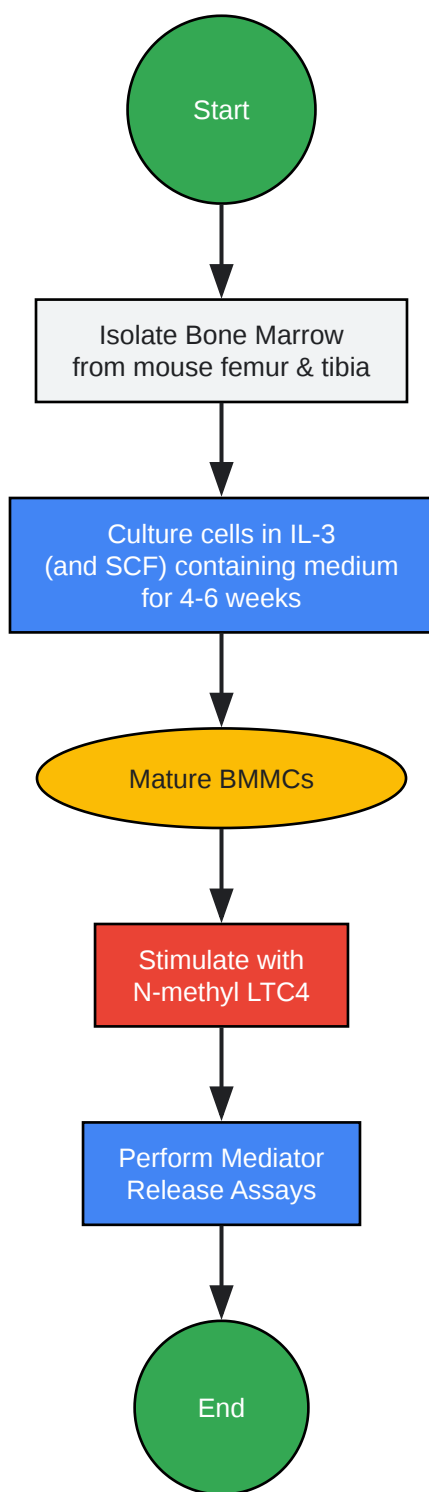 Start
Isolate Bone Marrow
from mouse femur & tibia
Culture cells in IL-3
(and SCF) containing medium
for 4-6 weeks
Mature BMMCs
Stimulate with
N-methyl LTC4
Perform Mediator
Release Assays
End